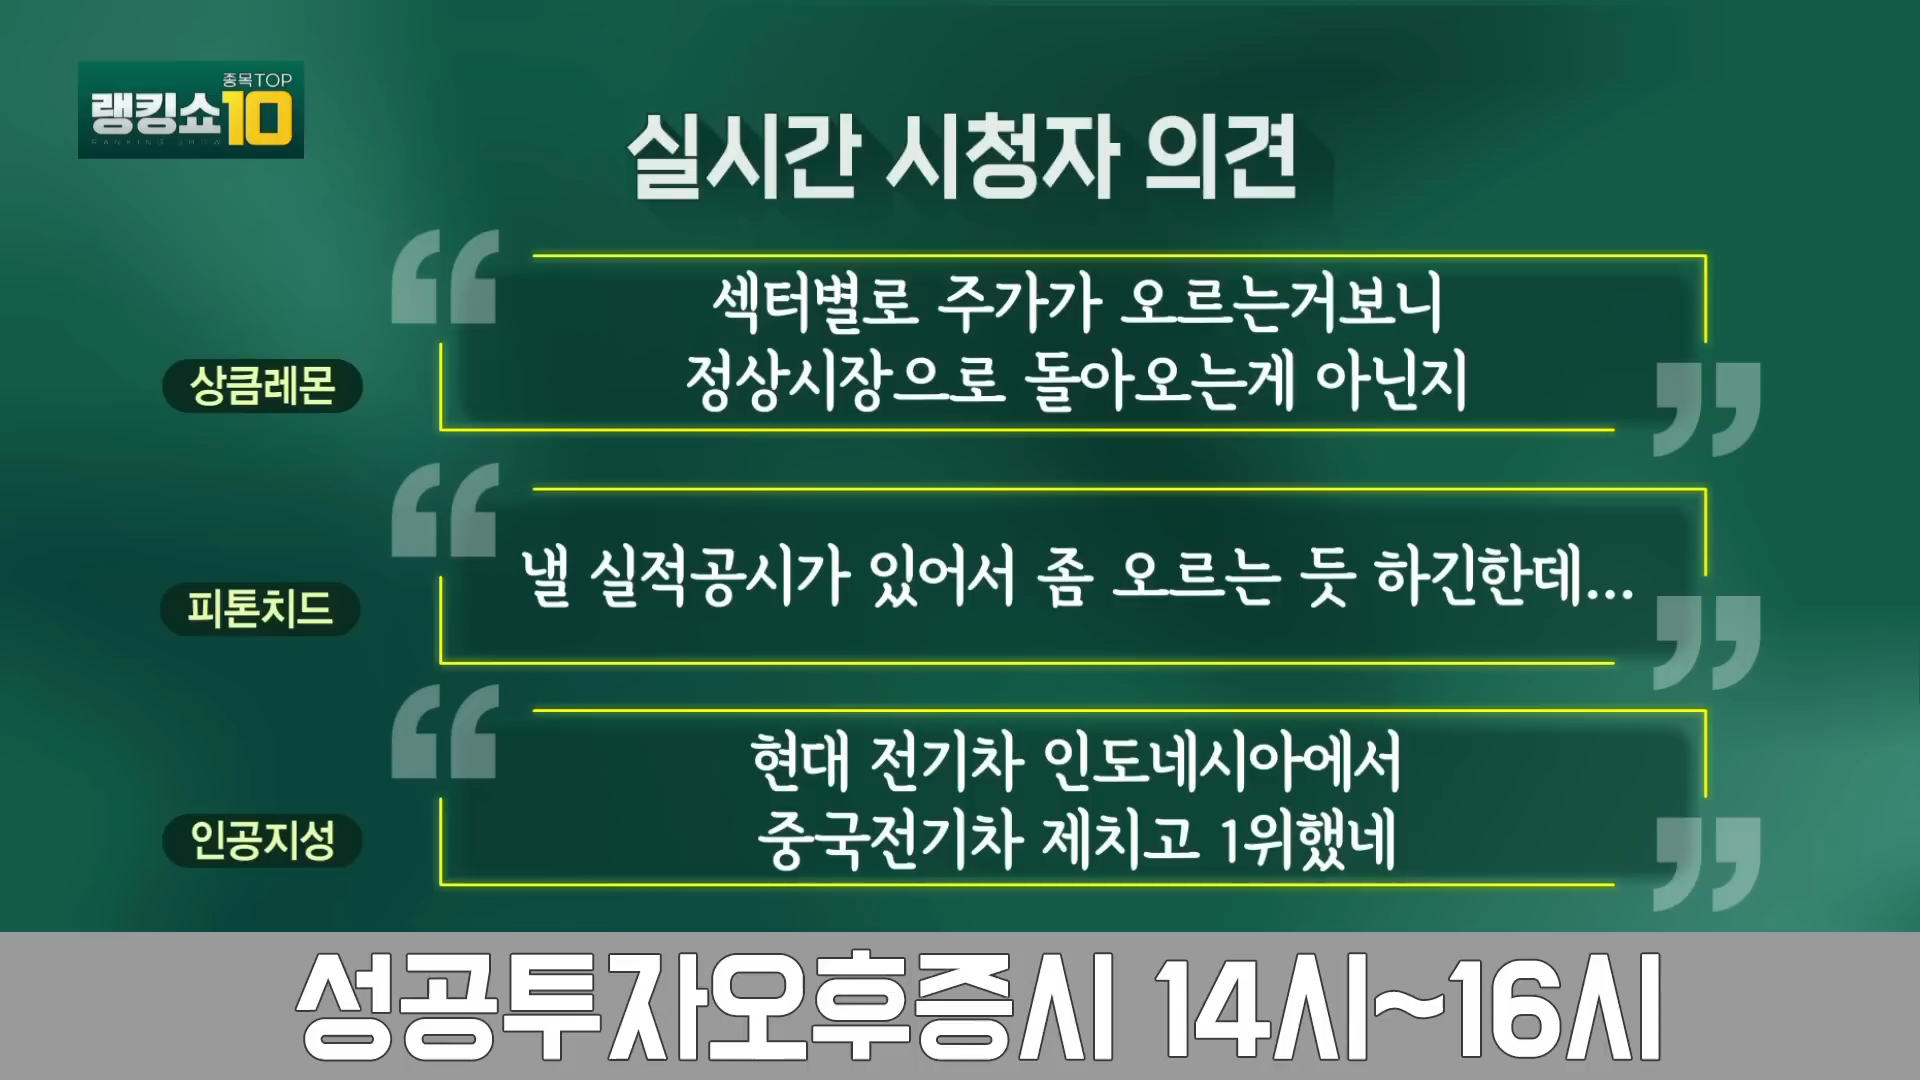 종목TOP
랭킹쇼10
RANKING SHOW
실시간 시청자 의견
섹터별로 주가가 오르는거보니
정상시장으로 돌아오는게 아닌지
상큼레몬
낼 실적공시가 있어서 좀 오르는 듯 하긴한데...
피톤치드
현대 전기차 인도네시아에서
중국전기차 제치고 1위했네
인공지성
성공투자오후증시 14시~16시